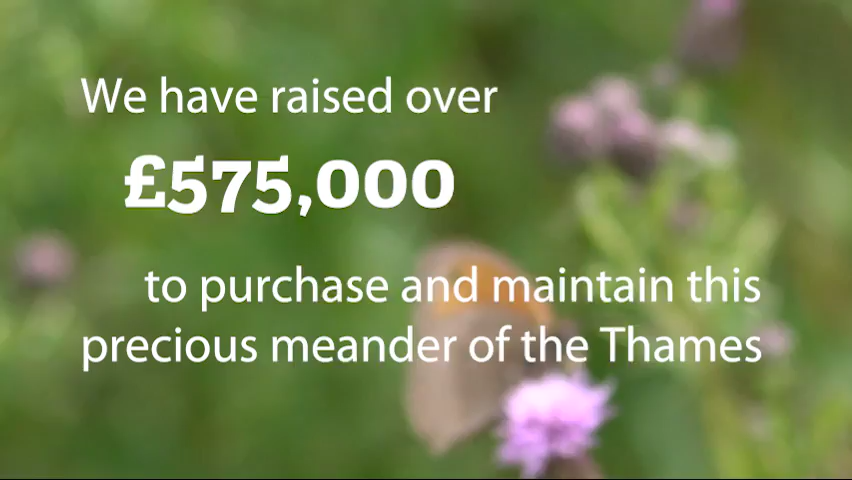 We have raised over
£575,000
to purchase and maintain this
precious meander of the Thames